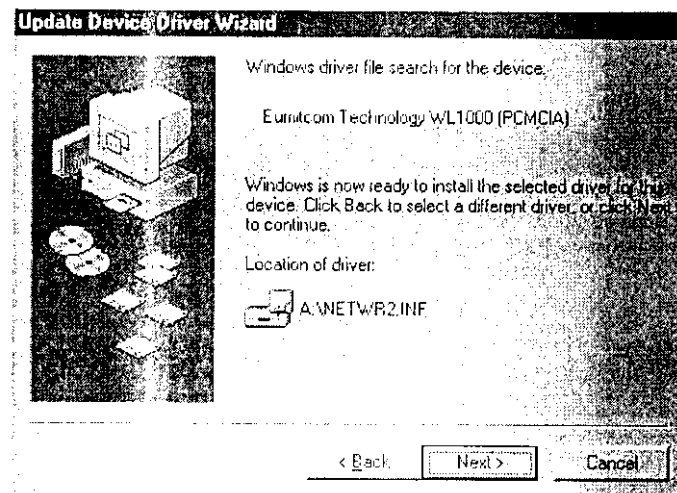 Update Device Driver Wizard
Windows driver file search for the device:
Eumitcom Technology WL1000 (PCMCIA)
Windows is now ready to install the selected driver for this
device. Click Back to select a different driver, or click Next
to continue.
Location of driver:
A:\NETWR2.INF
< Back
Next >
Cancel